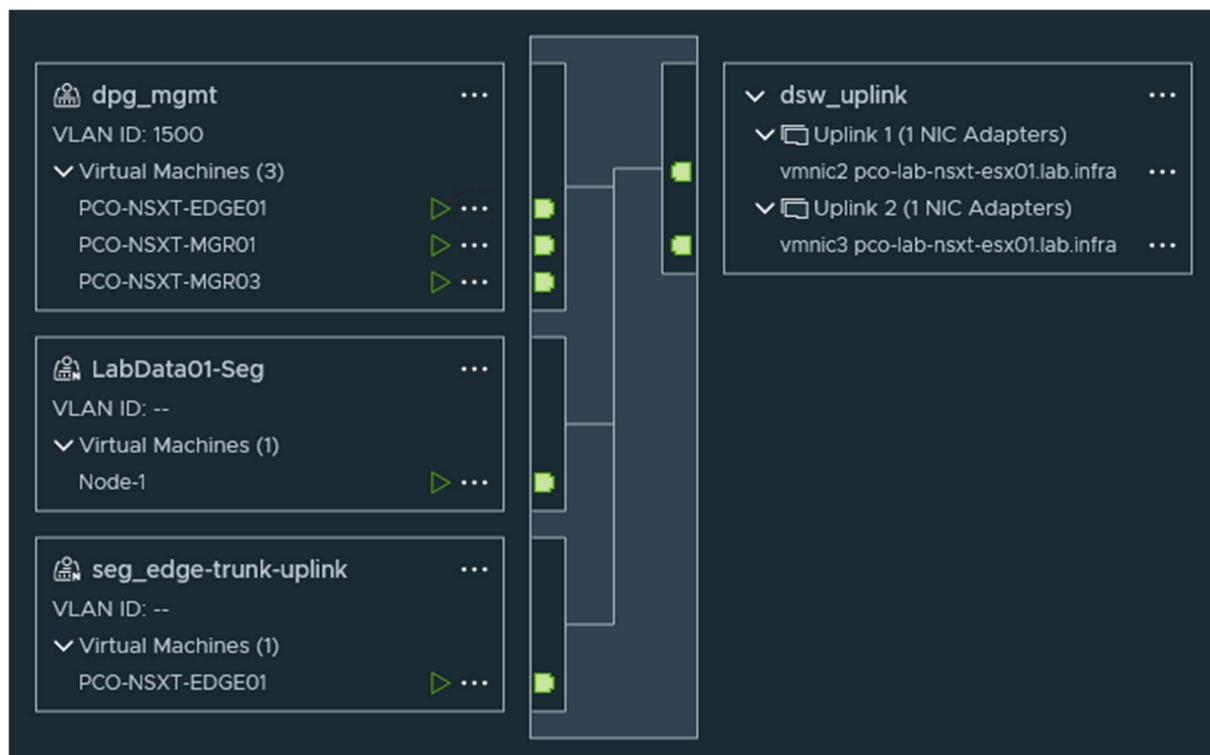 dpg_mgmt
VLAN ID: 1500
Virtual Machines (3)
PCO-NSXT-EDGE01
PCO-NSXT-MGR01
PCO-NSXT-MGR03
LabData01-Seg
VLAN ID: --
Virtual Machines (1)
Node-1
seg_edge-trunk-uplink
VLAN ID: --
Virtual Machines (1)
PCO-NSXT-EDGE01
dsw_uplink
Uplink 1 (1 NIC Adapters)
vmnic2 pco-lab-nsxt-esx01.lab.infra
Uplink 2 (1 NIC Adapters)
vmnic3 pco-lab-nsxt-esx01.lab.infra